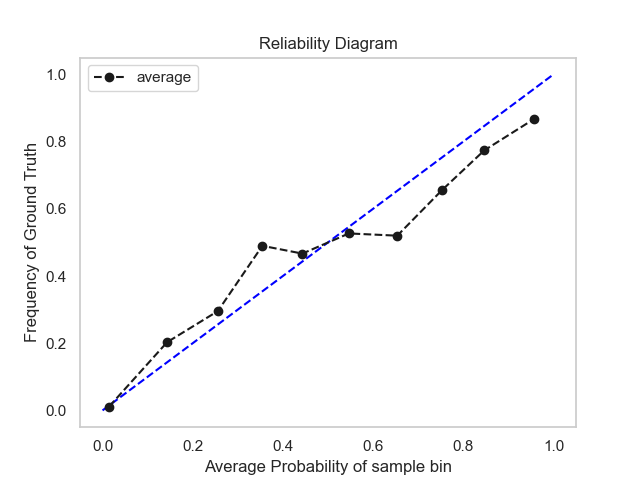 Reliability Diagram
average
Frequency of Ground Truth
1.0
0.8
0.6
0.4
0.2
0.0
0.0 0.2 0.4 0.6 0.8 1.0
Average Probability of sample bin